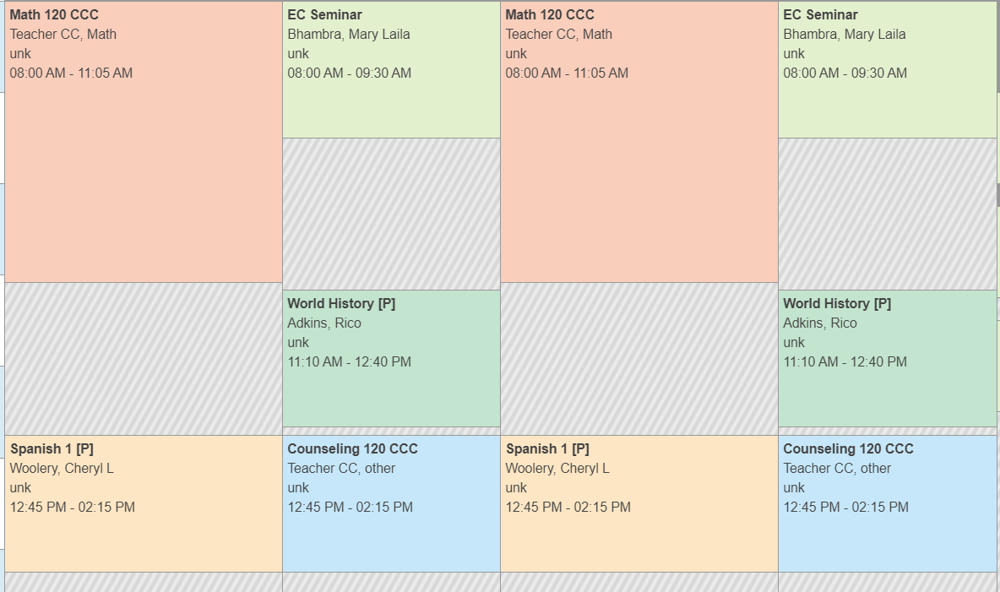 Math 120 CCC
Teacher CC, Math
unk
08:00 AM - 11:05 AM
EC Seminar
Bhambra, Mary Laila
unk
08:00 AM - 09:30 AM
Math 120 CCC
Teacher CC, Math
unk
08:00 AM - 11:05 AM
EC Seminar
Bhambra, Mary Laila
unk
08:00 AM - 09:30 AM
World History [P]
Adkins, Rico
unk
11:10 AM - 12:40 PM
World History [P]
Adkins, Rico
unk
11:10 AM - 12:40 PM
Spanish 1 [P]
Woolery, Cheryl L
unk
12:45 PM - 02:15 PM
Counseling 120 CCC
Teacher CC, other
unk
12:45 PM - 02:15 PM
Spanish 1 [P]
Woolery, Cheryl L
unk
12:45 PM - 02:15 PM
Counseling 120 CCC
Teacher CC, other
unk
12:45 PM - 02:15 PM